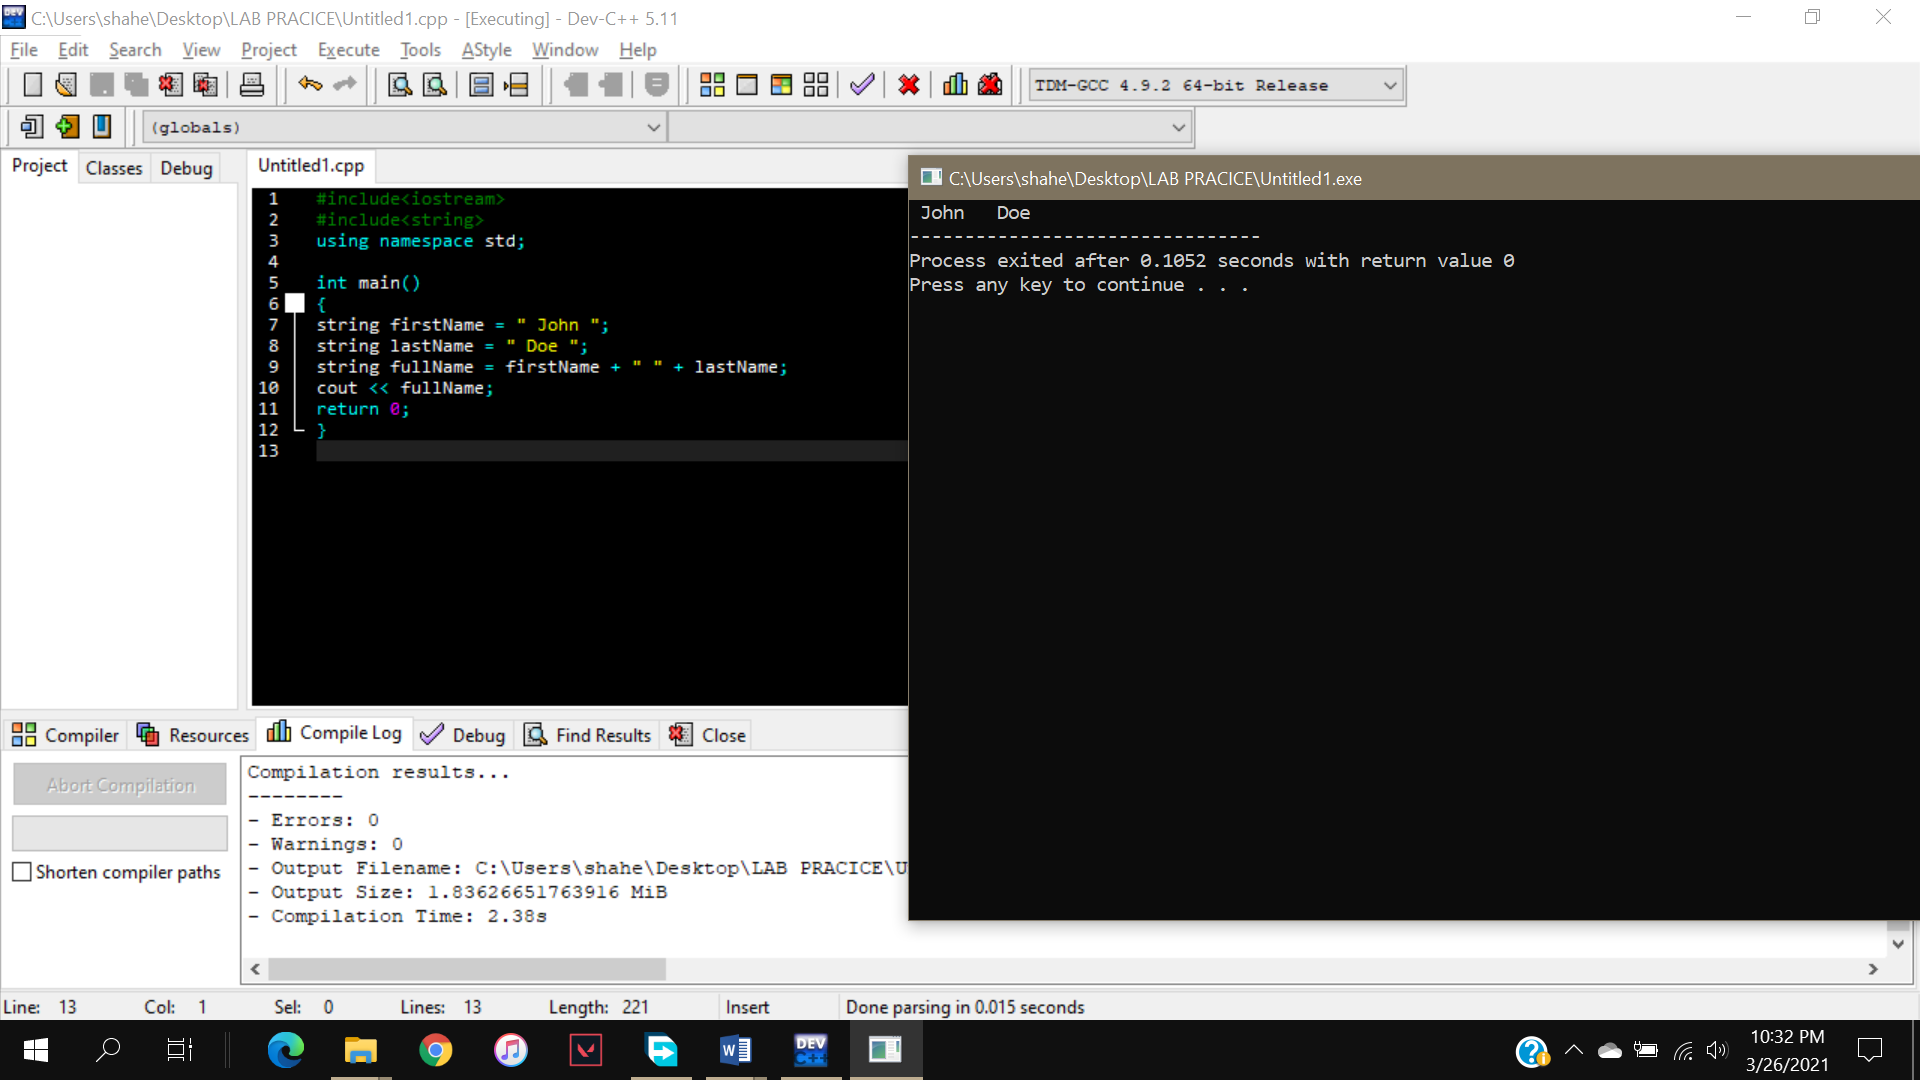 C:\Users\shahe\Desktop\LAB PRACICE\Untitled1.cpp - [Executing] - Dev-C++ 5.11
File Edit Search View Project Execute Tools AStyle Window Help
TDM-GCC 4.9.2 64-bit Release
(globals)
Project Classes Debug
Untitled1.cpp
1 #include<iostream>
2 #include<string>
3 using namespace std;
4
5 int main()
6 {
7 string firstName = " John ";
8 string lastName = " Doe ";
9 string fullName = firstName + " " + lastName;
10 cout << fullName;
11 return 0;
12 }
13
C:\Users\shahe\Desktop\LAB PRACICE\Untitled1.exe
 John   Doe
--------------------------------
Process exited after 0.1052 seconds with return value 0
Press any key to continue . . .
Compiler Resources Compile Log Debug Find Results Close
Abort Compilation
Shorten compiler paths
Compilation results...
--------
- Errors: 0
- Warnings: 0
- Output Filename: C:\Users\shahe\Desktop\LAB PRACICE\U
- Output Size: 1.83626651763916 MiB
- Compilation Time: 2.38s
Line: 13 Col: 1 Sel: 0 Lines: 13 Length: 221 Insert Done parsing in 0.015 seconds
DEV C++
10:32 PM
3/26/2021